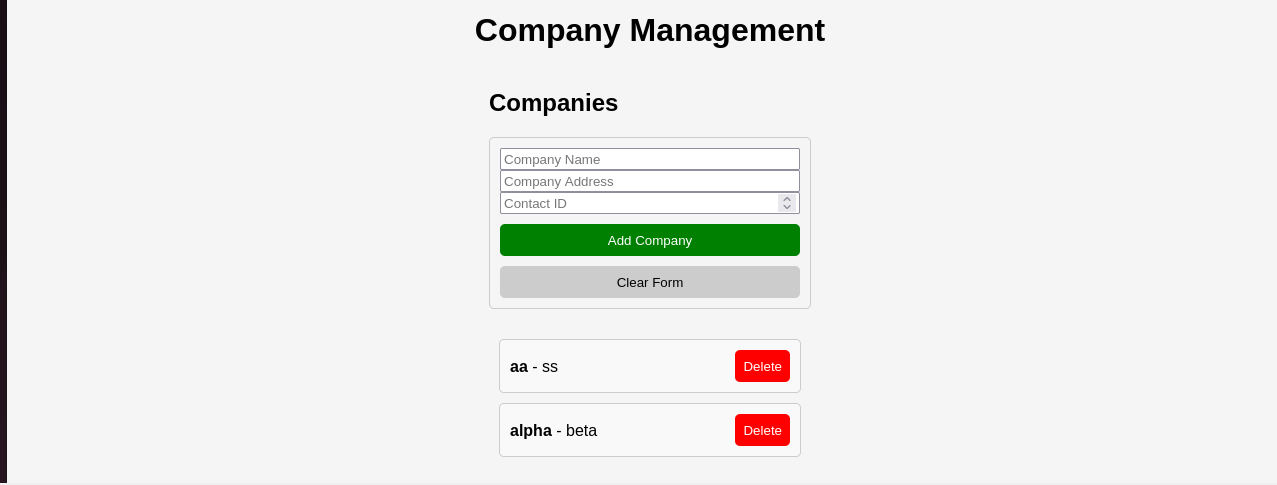 Company Management
Companies
Company Name
Company Address
Contact ID
Add Company
Clear Form
aa - ss Delete
alpha - beta Delete